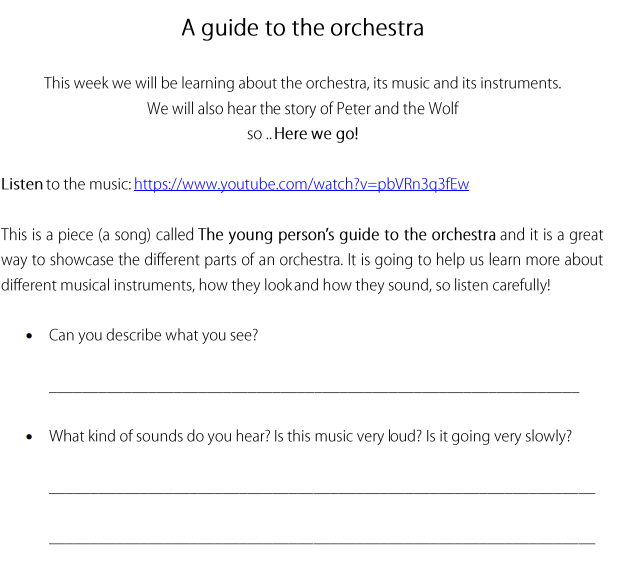 A guide to the orchestra
This week we will be learning about the orchestra, its music and its instruments.
We will also hear the story of Peter and the Wolf
so .. Here we go!
Listen to the music: https://www.youtube.com/watch?v=pbVRn3q3fEw
This is a piece (a song) called The young person's guide to the orchestra and it is a great
way to showcase the different parts of an orchestra. It is going to help us learn more about
different musical instruments, how they look and how they sound, so listen carefully!
• Can you describe what you see?
• What kind of sounds do you hear? Is this music very loud? Is it going very slowly?